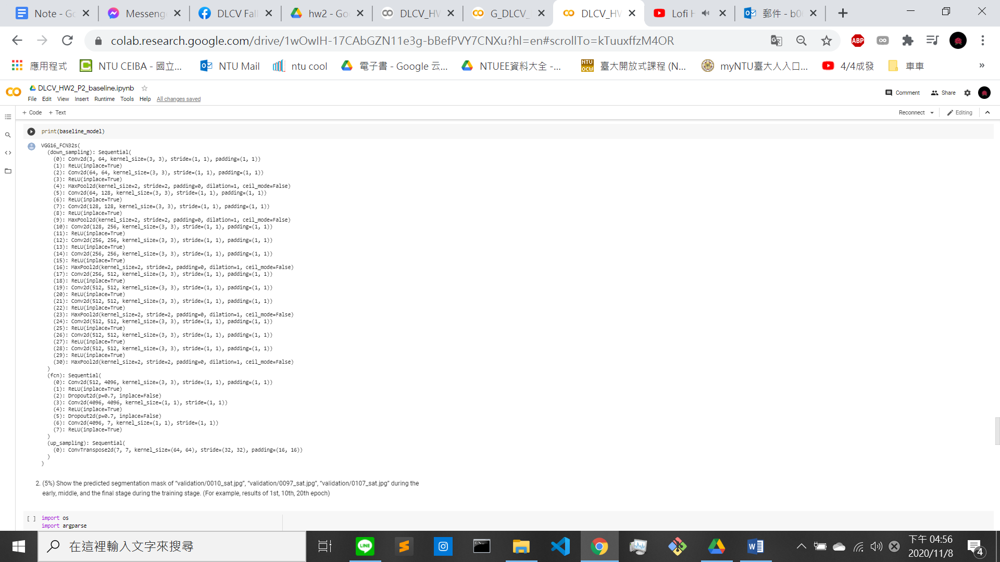 Note - Go
Messenge
DLCV Fall
hw2 - Go
DLCV_HW
G_DLCV_
DLCV_HW
Lofi H
郵件 - b0
colab.research.google.com/drive/1wOwIH-17CAbGZN11e3g-bBefPVY7CNXu?hl=en#scrollTo=kTuuxffzM4OR
ABP
應用程式
NTU CEIBA - 國立...
NTU Mail
ntu cool
電子書 - Google 云...
NTUEE資料大全 -...
NTU OCW 臺大開放式課程 (N...
myNTU臺大人入口...
4/4成發
車車
»
DLCV_HW2_P2_baseline.ipynb
File Edit View Insert Runtime Tools Help All changes saved
Comment Share
+ Code + Text
Reconnect Editing
print(baseline_model)
VGG16_FCN32s(
(down_sampling): Sequential(
(0): Conv2d(3, 64, kernel_size=(3, 3), stride=(1, 1), padding=(1, 1))
(1): ReLU(inplace=True)
(2): Conv2d(64, 64, kernel_size=(3, 3), stride=(1, 1), padding=(1, 1))
(3): ReLU(inplace=True)
(4): MaxPool2d(kernel_size=2, stride=2, padding=0, dilation=1, ceil_mode=False)
(5): Conv2d(64, 128, kernel_size=(3, 3), stride=(1, 1), padding=(1, 1))
(6): ReLU(inplace=True)
(7): Conv2d(128, 128, kernel_size=(3, 3), stride=(1, 1), padding=(1, 1))
(8): ReLU(inplace=True)
(9): MaxPool2d(kernel_size=2, stride=2, padding=0, dilation=1, ceil_mode=False)
(10): Conv2d(128, 256, kernel_size=(3, 3), stride=(1, 1), padding=(1, 1))
(11): ReLU(inplace=True)
(12): Conv2d(256, 256, kernel_size=(3, 3), stride=(1, 1), padding=(1, 1))
(13): ReLU(inplace=True)
(14): Conv2d(256, 256, kernel_size=(3, 3), stride=(1, 1), padding=(1, 1))
(15): ReLU(inplace=True)
(16): MaxPool2d(kernel_size=2, stride=2, padding=0, dilation=1, ceil_mode=False)
(17): Conv2d(256, 512, kernel_size=(3, 3), stride=(1, 1), padding=(1, 1))
(18): ReLU(inplace=True)
(19): Conv2d(512, 512, kernel_size=(3, 3), stride=(1, 1), padding=(1, 1))
(20): ReLU(inplace=True)
(21): Conv2d(512, 512, kernel_size=(3, 3), stride=(1, 1), padding=(1, 1))
(22): ReLU(inplace=True)
(23): MaxPool2d(kernel_size=2, stride=2, padding=0, dilation=1, ceil_mode=False)
(24): Conv2d(512, 512, kernel_size=(3, 3), stride=(1, 1), padding=(1, 1))
(25): ReLU(inplace=True)
(26): Conv2d(512, 512, kernel_size=(3, 3), stride=(1, 1), padding=(1, 1))
(27): ReLU(inplace=True)
(28): Conv2d(512, 512, kernel_size=(3, 3), stride=(1, 1), padding=(1, 1))
(29): ReLU(inplace=True)
(30): MaxPool2d(kernel_size=2, stride=2, padding=0, dilation=1, ceil_mode=False)
)
(fcn): Sequential(
(0): Conv2d(512, 4096, kernel_size=(3, 3), stride=(1, 1), padding=(1, 1))
(1): ReLU(inplace=True)
(2): Dropout2d(p=0.7, inplace=False)
(3): Conv2d(4096, 4096, kernel_size=(1, 1), stride=(1, 1))
(4): ReLU(inplace=True)
(5): Dropout2d(p=0.7, inplace=False)
(6): Conv2d(4096, 7, kernel_size=(1, 1), stride=(1, 1))
(7): ReLU(inplace=True)
)
(up_sampling): Sequential(
(0): ConvTranspose2d(7, 7, kernel_size=(64, 64), stride=(32, 32), padding=(16, 16))
)
)
2. (5%) Show the predicted segmentation mask of “validation/0010_sat.jpg”, “validation/0097_sat.jpg”, “validation/0107_sat.jpg” during the
early, middle, and the final stage during the training stage. (For example, results of 1st, 10th, 20th epoch)
[ ] import os
import argparse
在這裡輸入文字來搜尋
LINE
下午 04:56
2020/11/8
4